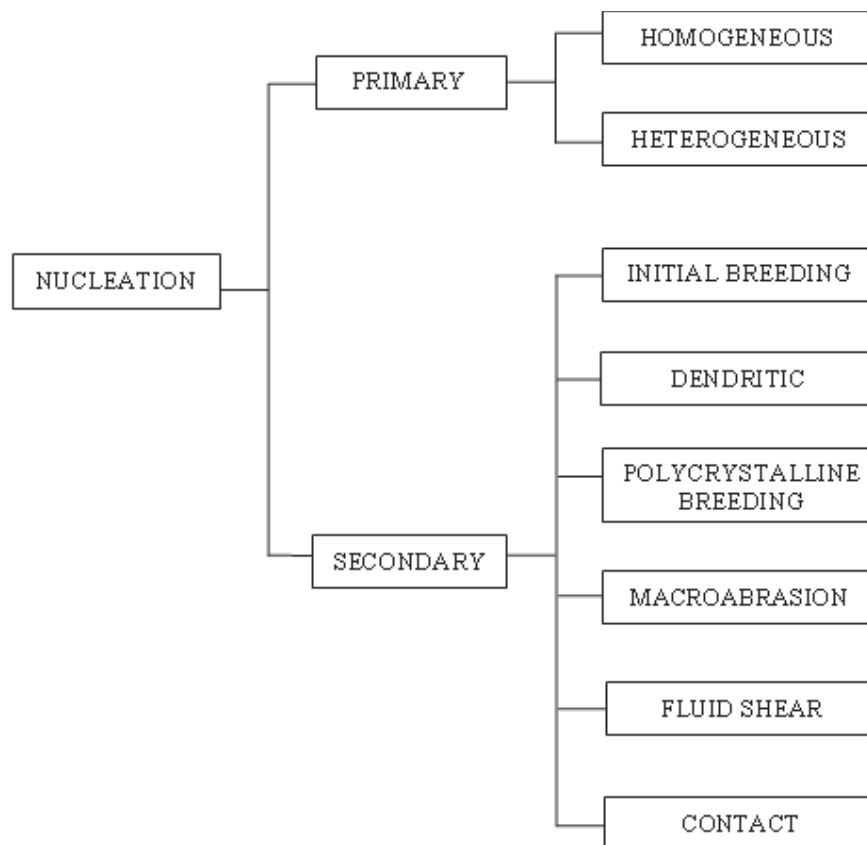 HOMOGENEOUS
PRIMARY
HETEROGENEOUS
NUCLEATION
INITIAL BREEDING
DENDRITIC
POLYCRYSTALLINE
BREEDING
SECONDARY
MACROABRASION
FLUID SHEAR
CONTACT